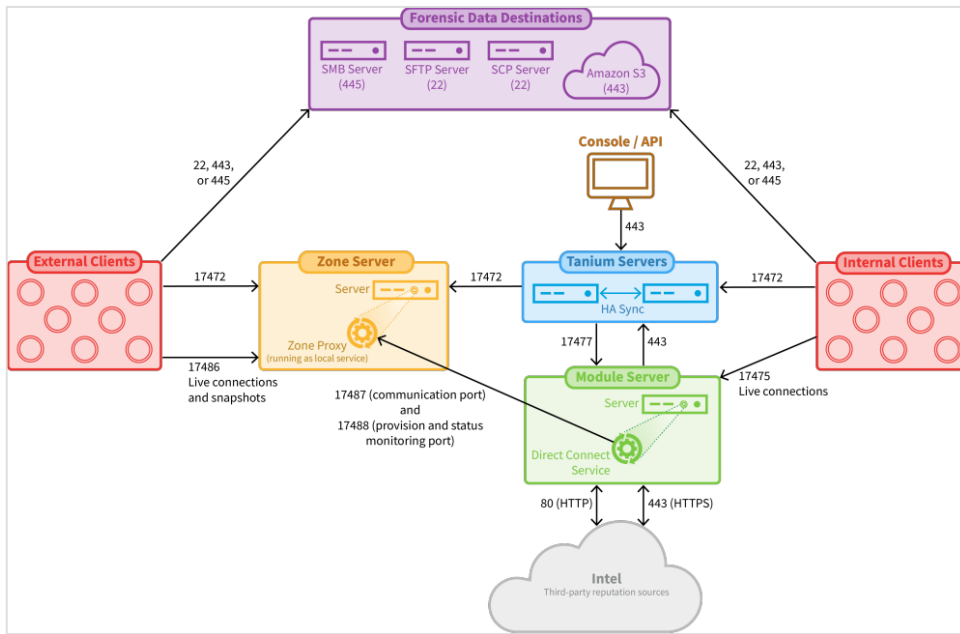 Forensic Data Destinations
SMB Server
(445)
SFTP Server
(22)
SCP Server
(22)
Amazon S3
(443)
Console / API
22, 443,
or 445
22, 443,
or 445
443
External Clients
Zone Server
Tanium Servers
Internal Clients
17472
Server
17472
HA Sync
17472
Zone Proxy
(running as local service)
17486
Live connections
and snapshots
17477
443
17475
Live connections
Module Server
17487 (communication port)
and
17488 (provision and status
monitoring port)
Server
Direct Connect
Service
80 (HTTP)
443 (HTTPS)
Intel
Third-party reputation sources